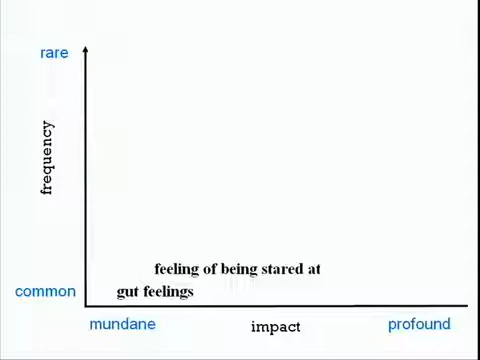 rare
frequency
feeling of being stared at
common
gut feelings
mundane
impact
profound